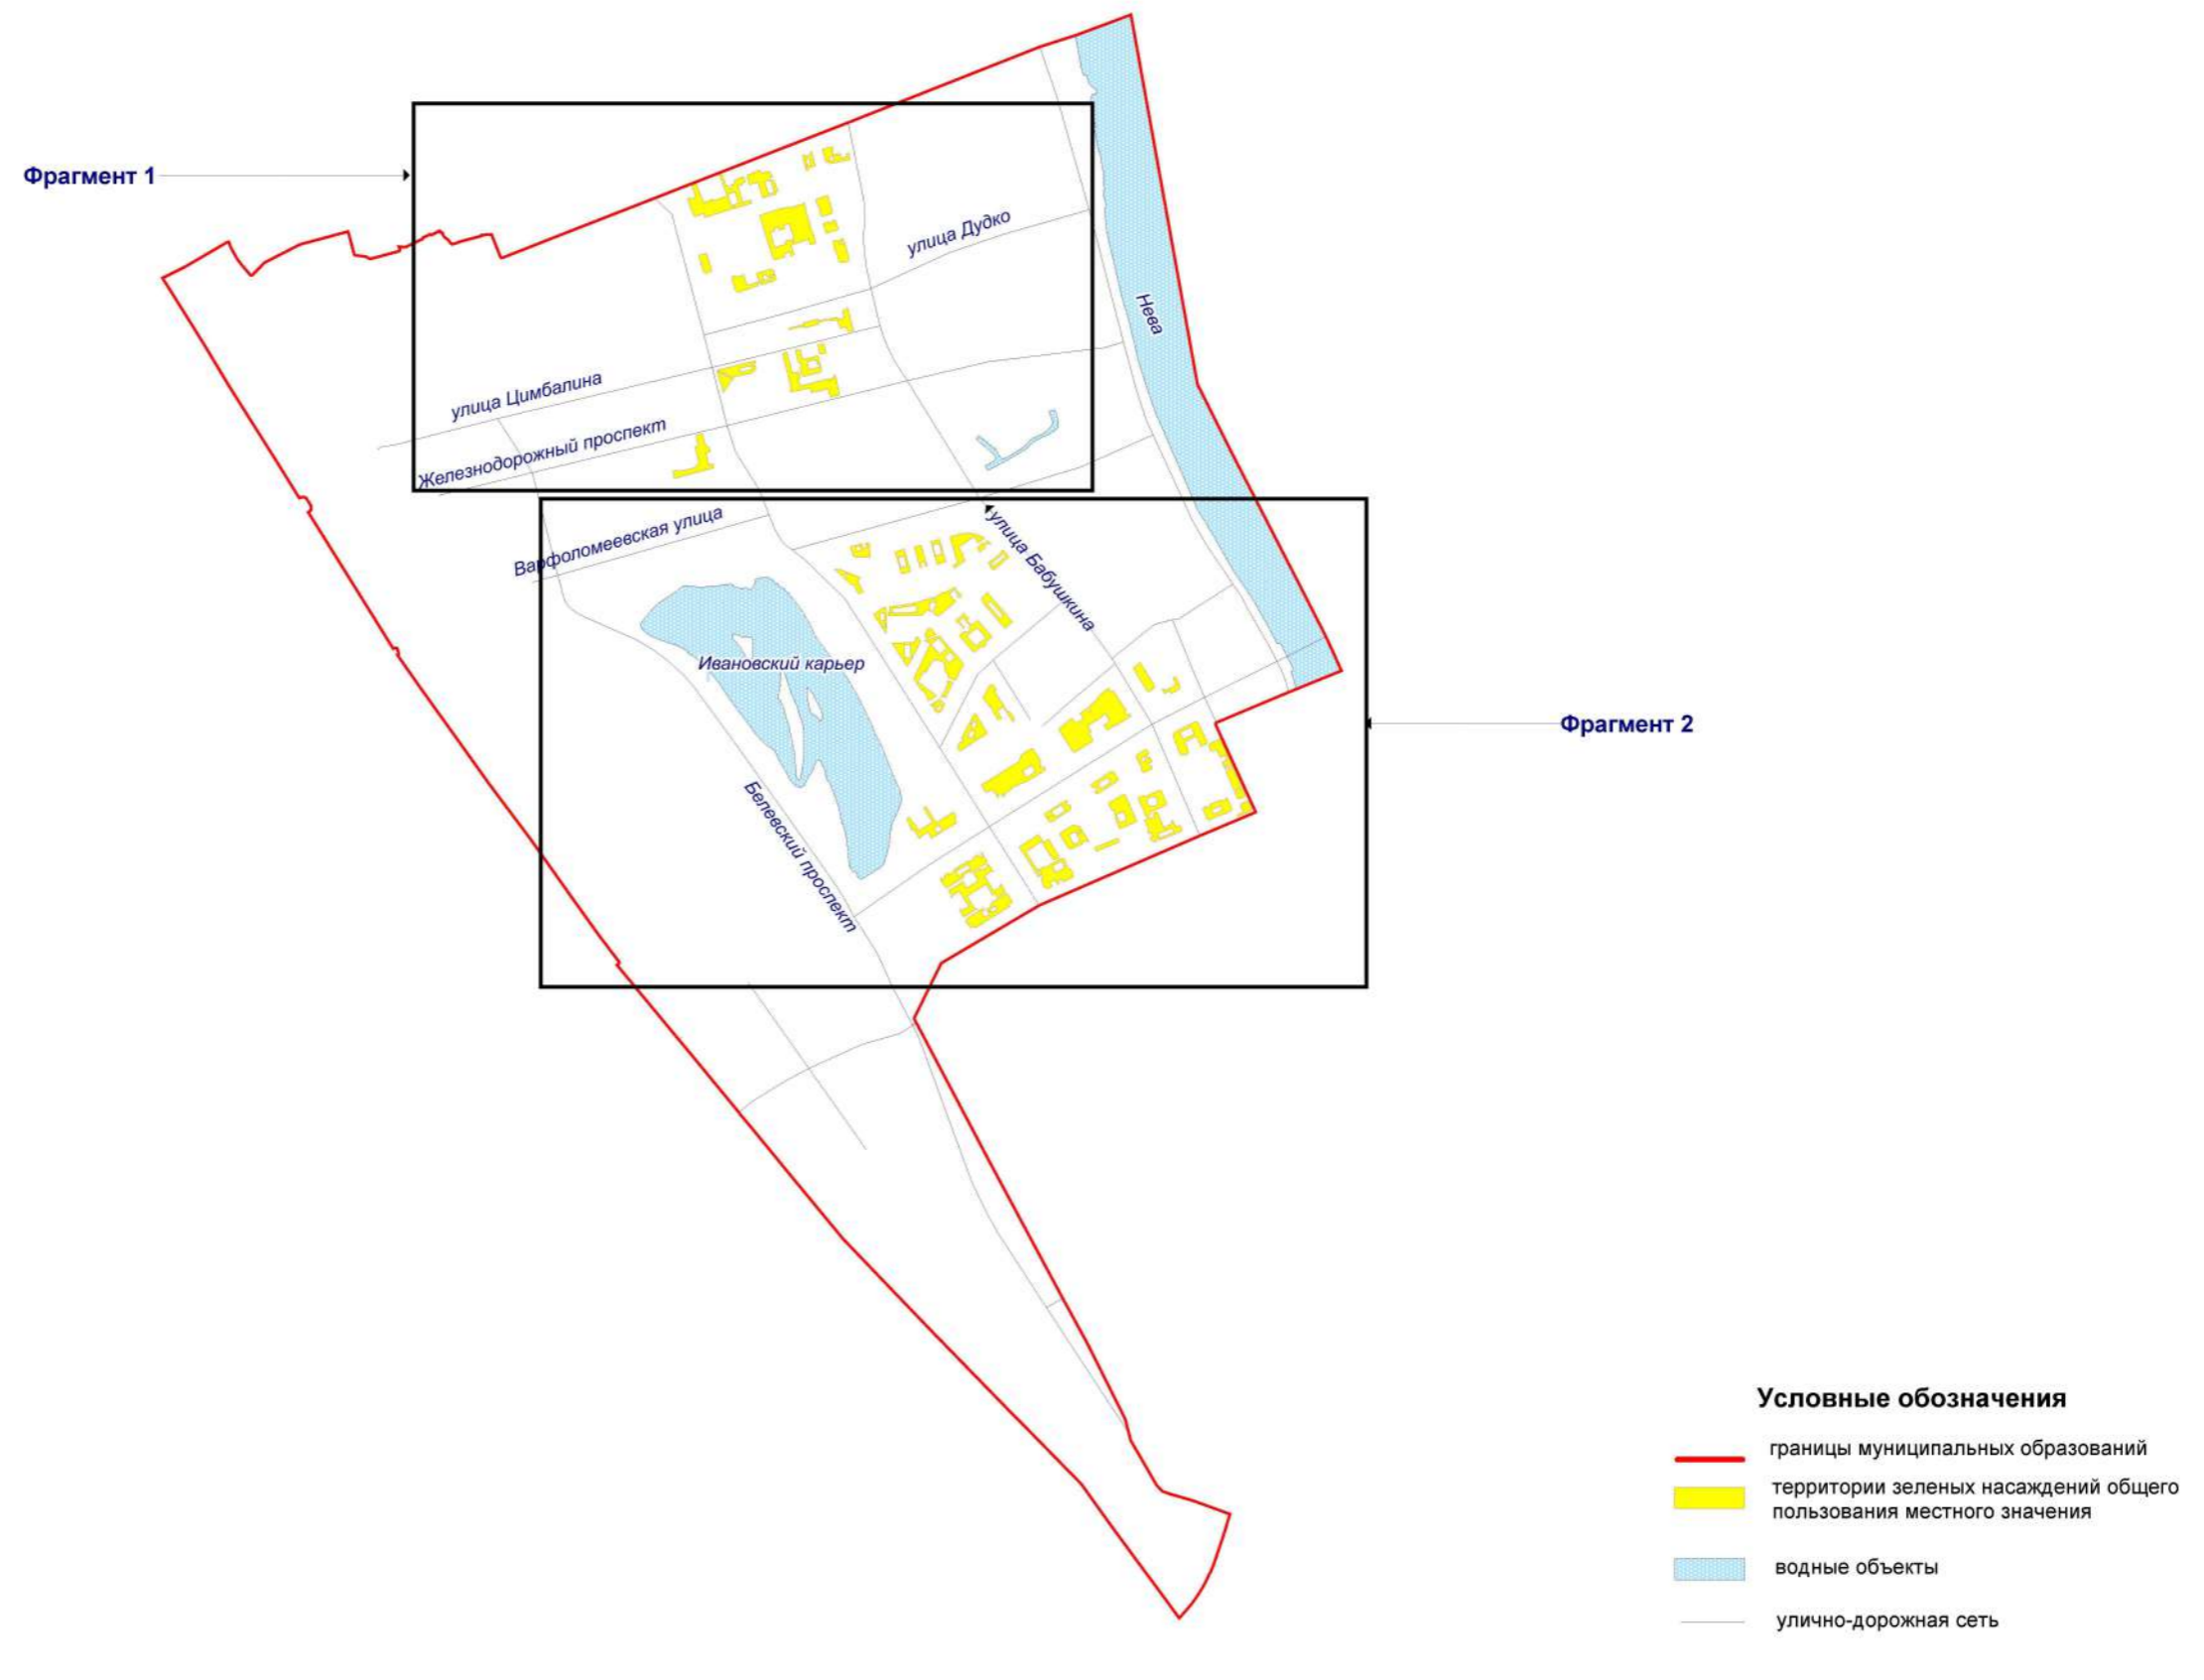 Фрагмент 1
улица Дудко
Нева
улица Цимбалина
Железнодорожный проспект
Варфоломеевская улица
улица Бабушкина
Ивановский карьер
Фрагмент 2
Белевский проспект
Условные обозначения
границы муниципальных образований
территории зеленых насаждений общего
пользования местного значения
водные объекты
улично-дорожная сеть